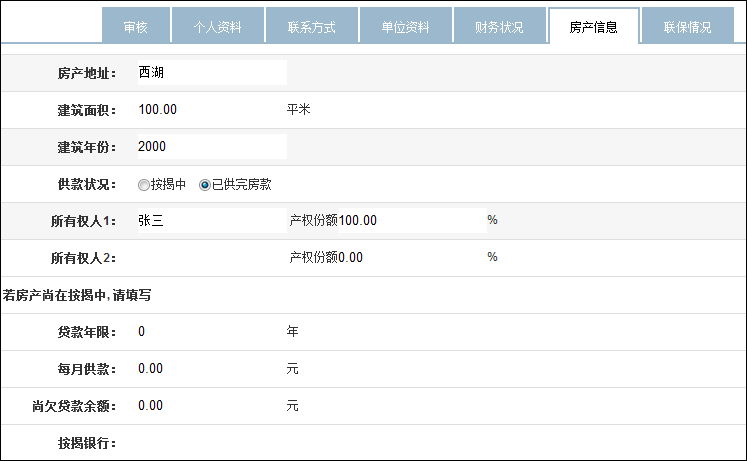 审核 个人资料 联系方式 单位资料 财务状况 房产信息 联保情况
房产地址： 西湖
建筑面积： 100.00 平米
建筑年份： 2000
供款状况： 按揭中 已供完房款
所有权人1： 张三 产权份额100.00 %
所有权人2： 产权份额0.00 %
若房产尚在按揭中,请填写
贷款年限： 0 年
每月供款： 0.00 元
尚欠贷款余额： 0.00 元
按揭银行：